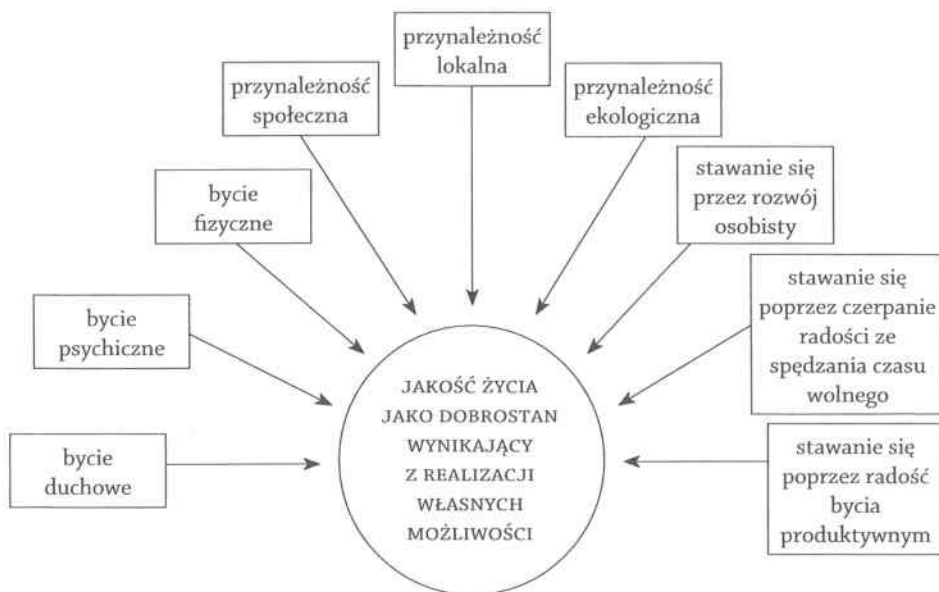 przynależność
lokalna
przynależność
społeczna
przynależność
ekologiczna
bycie
fizyczne
stawanie się
przez rozwój
osobisty
bycie
psychiczne
stawanie się
poprzez czerpanie
radości ze
spędzania czasu
wolnego
JAKOŚĆ ŻYCIA
JAKO DOBROSTAN
WYNIKAJĄCY
Z REALIZACJI
WŁASNYCH
MOŻLIWOŚCI
bycie
duchowe
stawanie się
poprzez radość
bycia
produktywnym